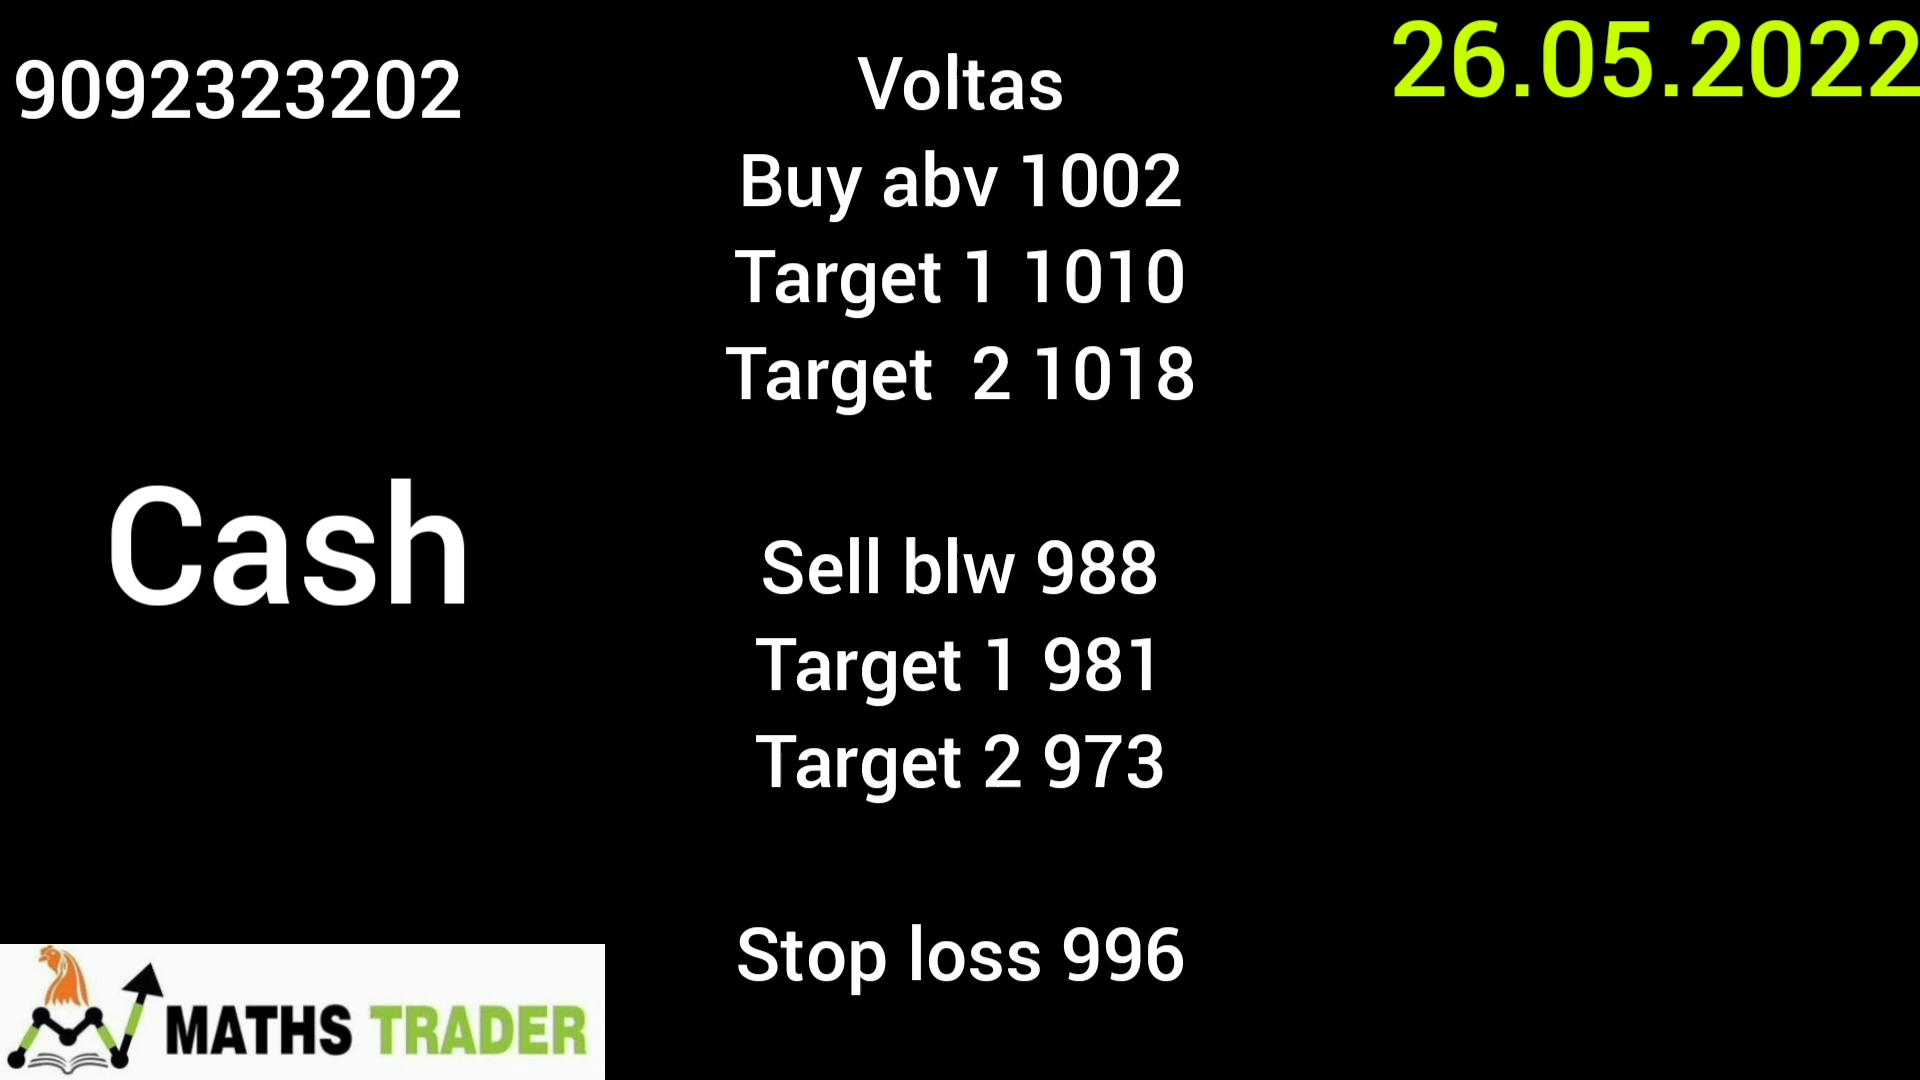 9092323202
Voltas
26.05.2022
Buy abv 1002
Target 1 1010
Target  2 1018
Cash
Sell blw 988
Target 1 981
Target 2 973
Stop loss 996
MATHS TRADER